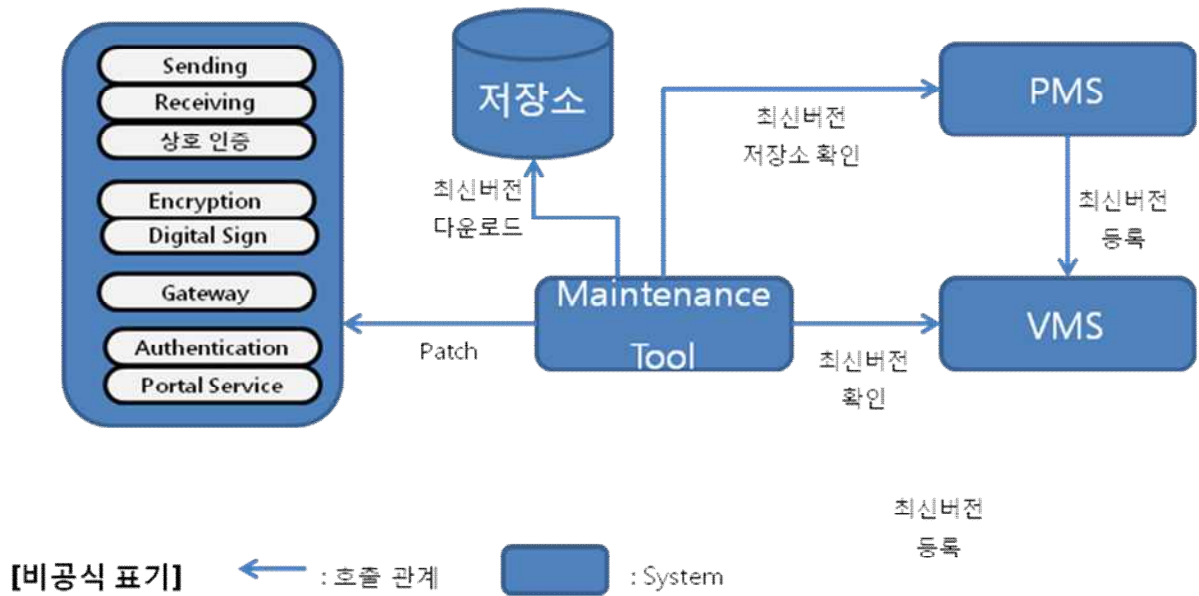 Sending
Receiving
상호 인증
Encryption
Digital Sign
Gateway
Authentication
Portal Service
저장소
최신버전
다운로드
최신버전
저장소 확인
PMS
최신버전
등록
Maintenance
Tool
VMS
Patch
최신버전
확인
최신버전
등록
[비공식 표기]
: 호출 관계
: System